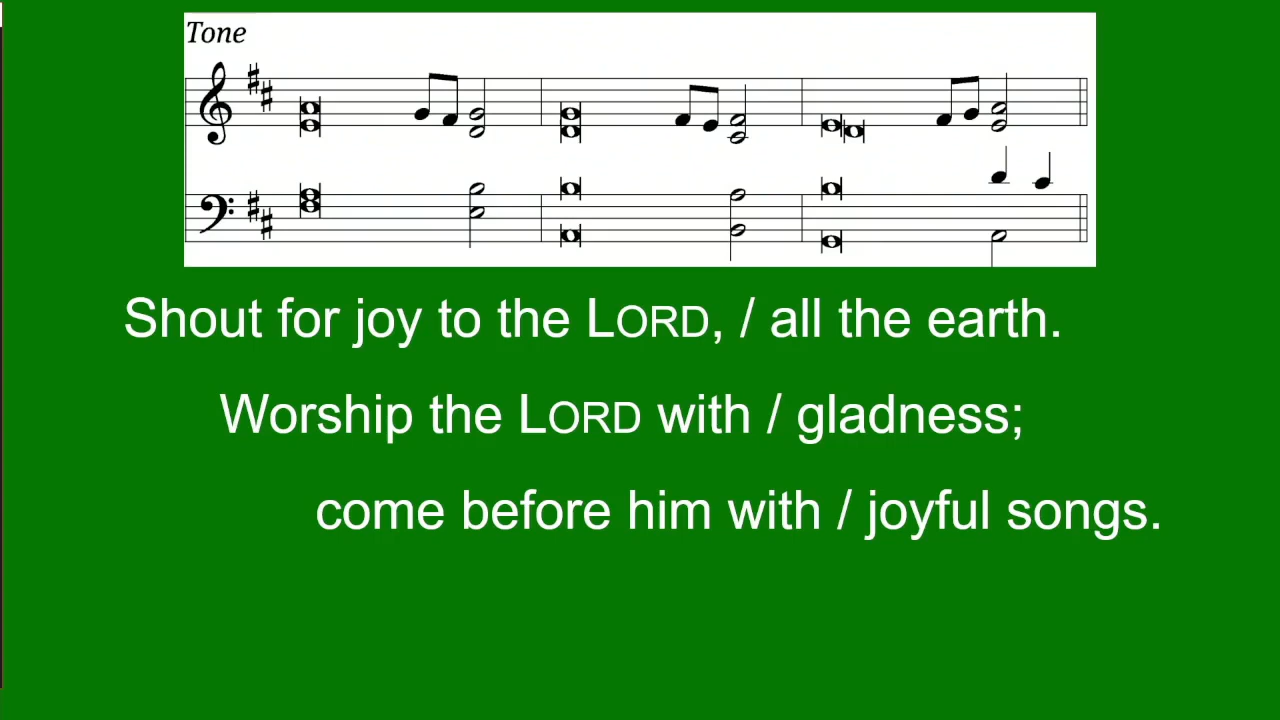 Tone
Shout for joy to the LORD, / all the earth.
Worship the LORD with / gladness;
come before him with / joyful songs.